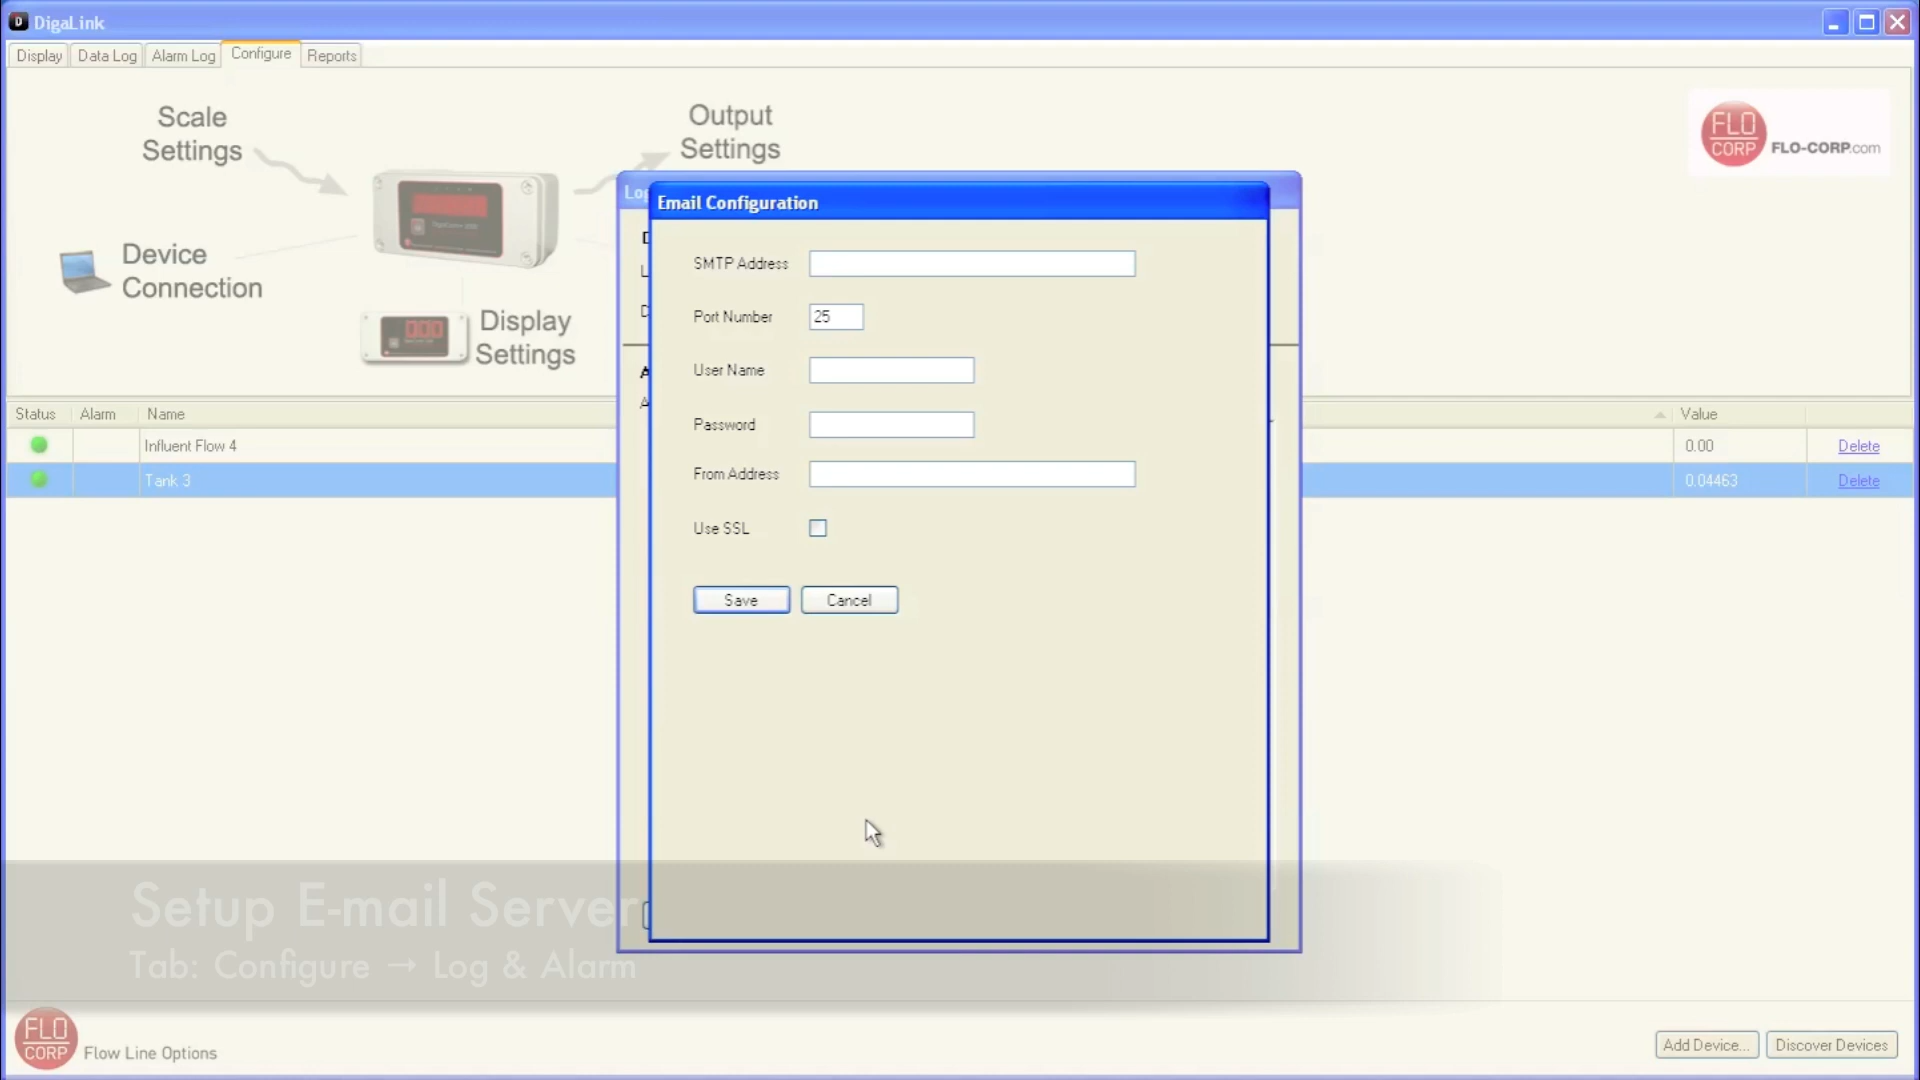 DigaLink
Display
Data Log
Alarm Log
Configure
Reports
Scale
Settings
Output
Settings
FLO
CORP
FLO-CORP.com
Device
Connection
Display
Settings
Email Configuration
SMTP Address
Port Number
25
User Name
Password
From Address
Use SSL
Save
Cancel
Status
Alarm
Name
Value
Influent Flow 4
0.00
Delete
Tank 3
0.04463
Delete
Setup E-mail Server
Tab: Configure → Log & Alarm
FLO
CORP
Flow Line Options
Add Device...
Discover Devices